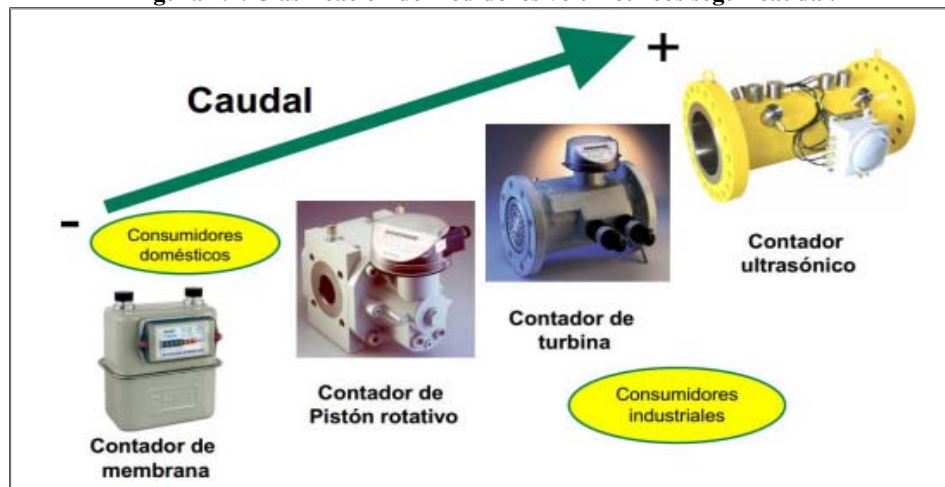 Caudal
+
-
Consumidores
domésticos
Contador
ultrasónico
Contador de
turbina
Contador de
Pistón rotativo
Consumidores
industriales
Contador de
membrana